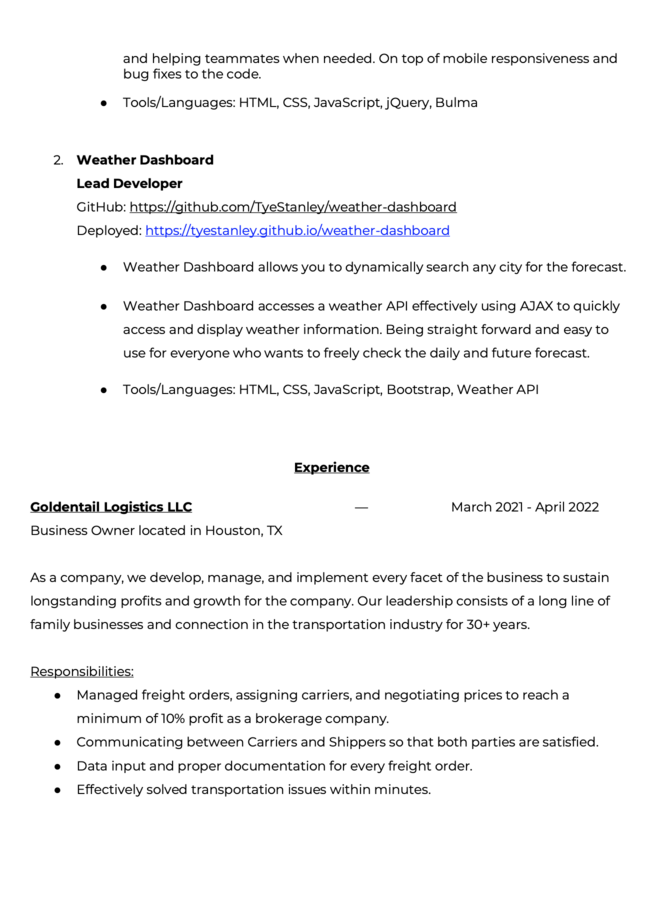 and helping teammates when needed. On top of mobile responsiveness and
bug fixes to the code.
● Tools/Languages: HTML, CSS, JavaScript, jQuery, Bulma
2. Weather Dashboard
Lead Developer
GitHub: https://github.com/TyeStanley/weather-dashboard
Deployed: https://tyestanley.github.io/weather-dashboard
● Weather Dashboard allows you to dynamically search any city for the forecast.
● Weather Dashboard accesses a weather API effectively using AJAX to quickly
access and display weather information. Being straight forward and easy to
use for everyone who wants to freely check the daily and future forecast.
● Tools/Languages: HTML, CSS, JavaScript, Bootstrap, Weather API
Experience
Goldentail Logistics LLC — March 2021 - April 2022
Business Owner located in Houston, TX
As a company, we develop, manage, and implement every facet of the business to sustain
longstanding profits and growth for the company. Our leadership consists of a long line of
family businesses and connection in the transportation industry for 30+ years.
Responsibilities:
● Managed freight orders, assigning carriers, and negotiating prices to reach a
minimum of 10% profit as a brokerage company.
● Communicating between Carriers and Shippers so that both parties are satisfied.
● Data input and proper documentation for every freight order.
● Effectively solved transportation issues within minutes.